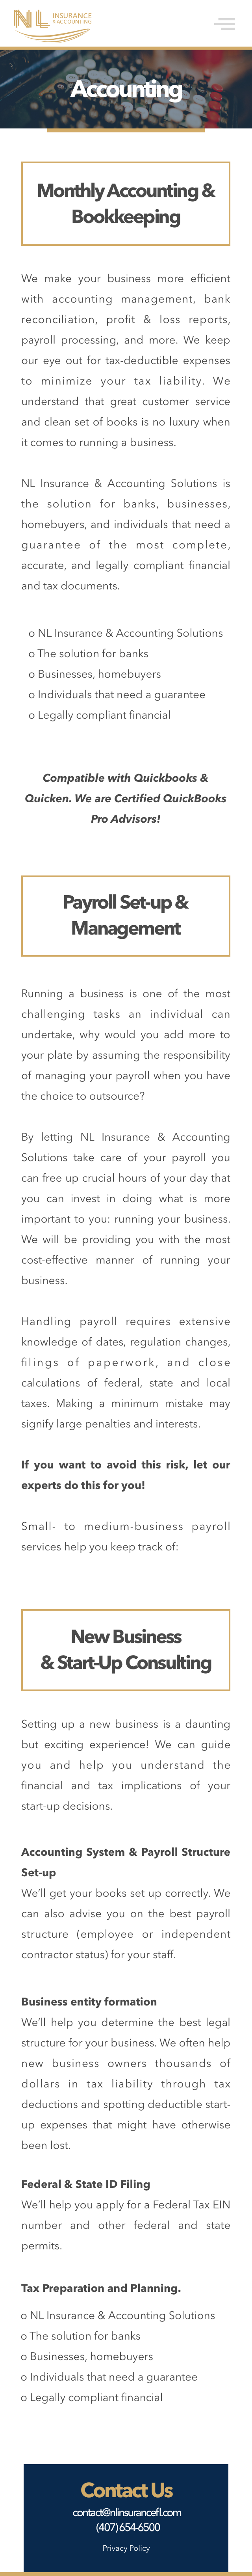 NL INSURANCE
& ACCOUNTING
Accounting
Monthly Accounting &
Bookkeeping
We make your business more efficient
with accounting management, bank
reconciliation, profit & loss reports,
payroll processing, and more. We keep
our eye out for tax-deductible expenses
to minimize your tax liability. We
understand that great customer service
and clean set of books is no luxury when
it comes to running a business.
NL Insurance & Accounting Solutions is
the solution for banks, businesses,
homebuyers, and individuals that need a
guarantee of the most complete,
accurate, and legally compliant financial
and tax documents.
o NL Insurance & Accounting Solutions
o The solution for banks
o Businesses, homebuyers
o Individuals that need a guarantee
o Legally compliant financial
Compatible with Quickbooks &
Quicken. We are Certified QuickBooks
Pro Advisors!
Payroll Set-up &
Management
Running a business is one of the most
challenging tasks an individual can
undertake, why would you add more to
your plate by assuming the responsibility
of managing your payroll when you have
the choice to outsource?
By letting NL Insurance & Accounting
Solutions take care of your payroll you
can free up crucial hours of your day that
you can invest in doing what is more
important to you: running your business.
We will be providing you with the most
cost-effective manner of running your
business.
Handling payroll requires extensive
knowledge of dates, regulation changes,
filings of paperwork, and close
calculations of federal, state and local
taxes. Making a minimum mistake may
signify large penalties and interests.
If you want to avoid this risk, let our
experts do this for you!
Small- to medium-business payroll
services help you keep track of:
New Business
& Start-Up Consulting
Setting up a new business is a daunting
but exciting experience! We can guide
you and help you understand the
financial and tax implications of your
start-up decisions.
Accounting System & Payroll Structure
Set-up
We'll get your books set up correctly. We
can also advise you on the best payroll
structure (employee or independent
contractor status) for your staff.
Business entity formation
We'll help you determine the best legal
structure for your business. We often help
new business owners thousands of
dollars in tax liability through tax
deductions and spotting deductible start-
up expenses that might have otherwise
been lost.
Federal & State ID Filing
We'll help you apply for a Federal Tax EIN
number and other federal and state
permits.
Tax Preparation and Planning.
o NL Insurance & Accounting Solutions
o The solution for banks
o Businesses, homebuyers
o Individuals that need a guarantee
o Legally compliant financial
Contact Us
contact@nlinsurancefl.com
(407) 654-6500
Privacy Policy